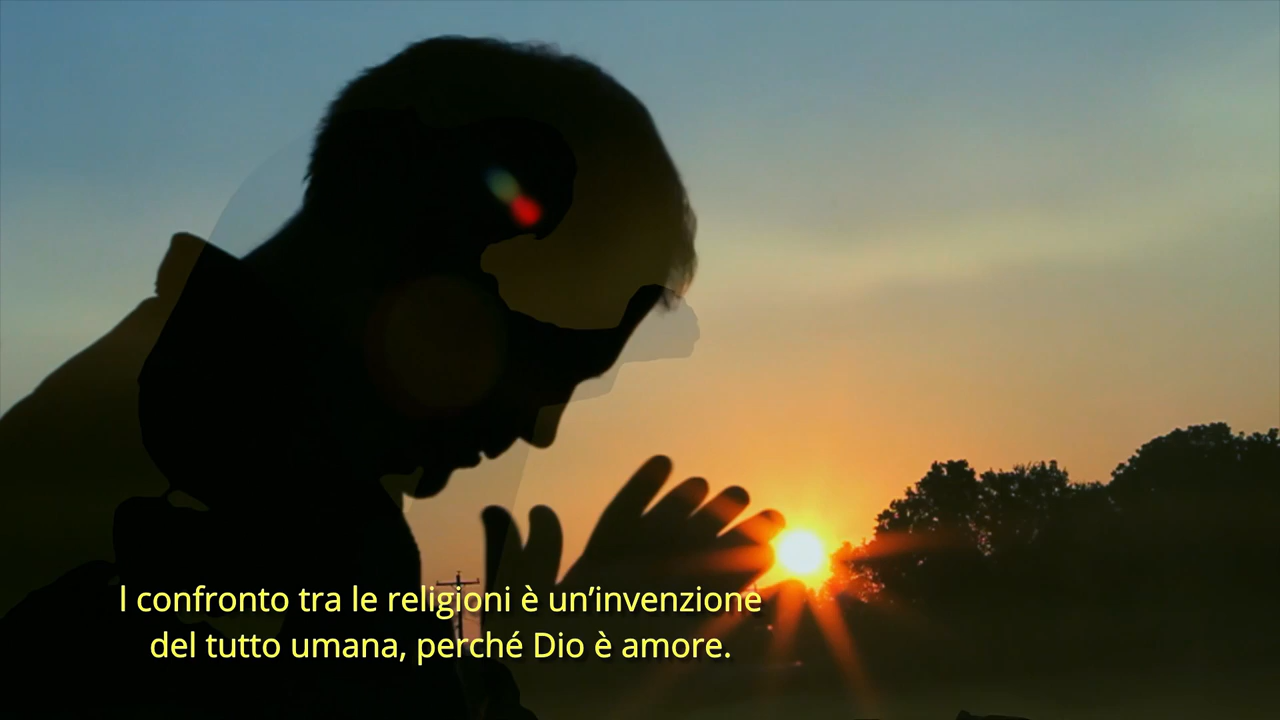 l confronto tra le religioni è un’invenzione
del tutto umana, perché Dio è amore.